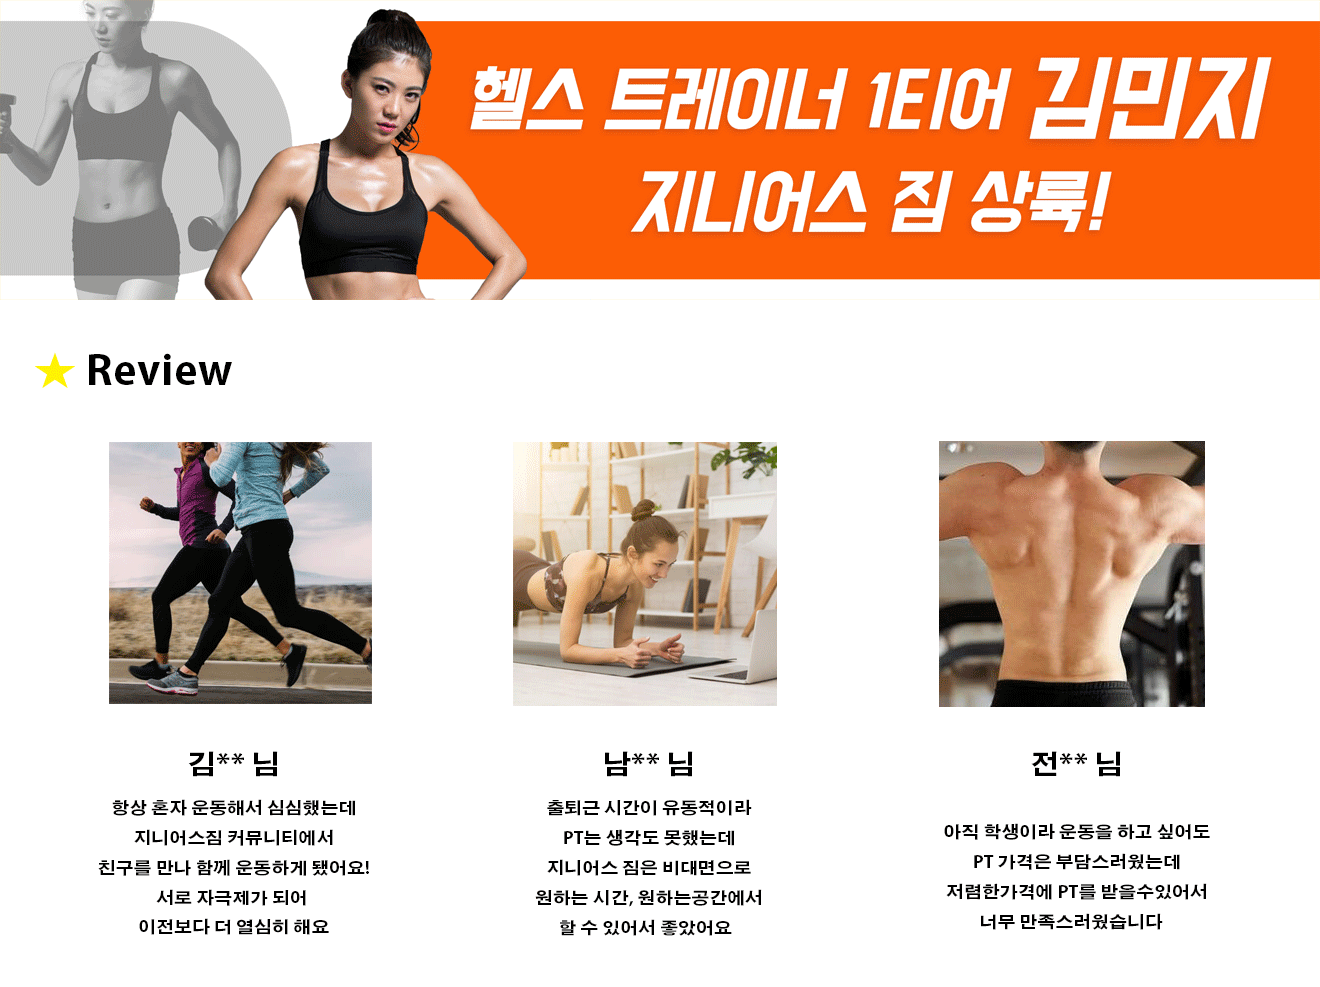 헬스 트레이너 1티어 김민지
지니어스 짐 상륙!
Review
김** 님
항상 혼자 운동해서 심심했는데
지니어스짐 커뮤니티에서
친구를 만나 함께 운동하게 됐어요!
서로 자극제가 되어
이전보다 더 열심히 해요
남** 님
출퇴근 시간이 유동적이라
PT는 생각도 못했는데
지니어스 짐은 비대면으로
원하는 시간, 원하는공간에서
할 수 있어서 좋았어요
전** 님
아직 학생이라 운동을 하고 싶어도
PT 가격은 부담스러웠는데
저렴한가격에 PT를 받을수있어서
너무 만족스러웠습니다